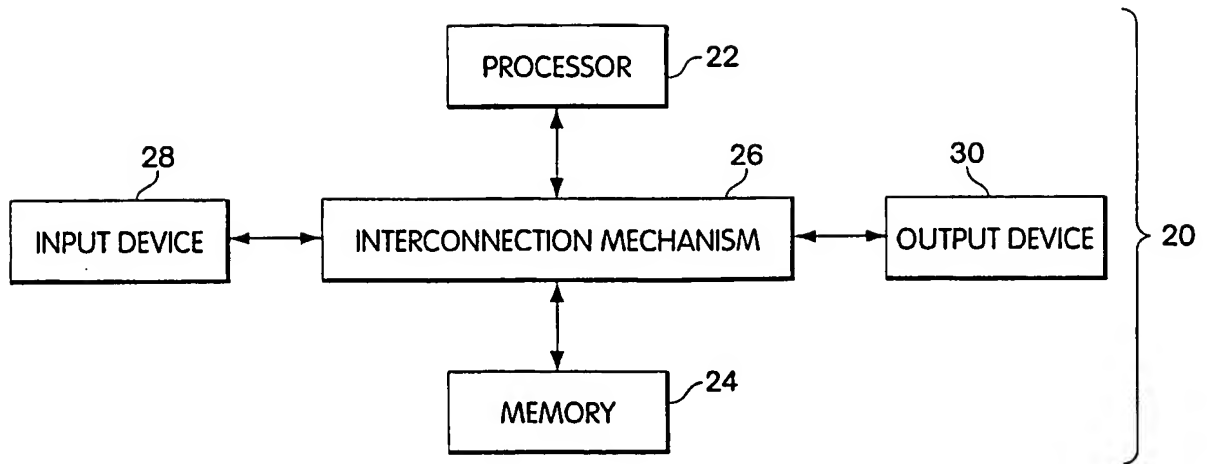 PROCESSOR
22
28
26
30
INPUT DEVICE
INTERCONNECTION MECHANISM
OUTPUT DEVICE
20
MEMORY
24